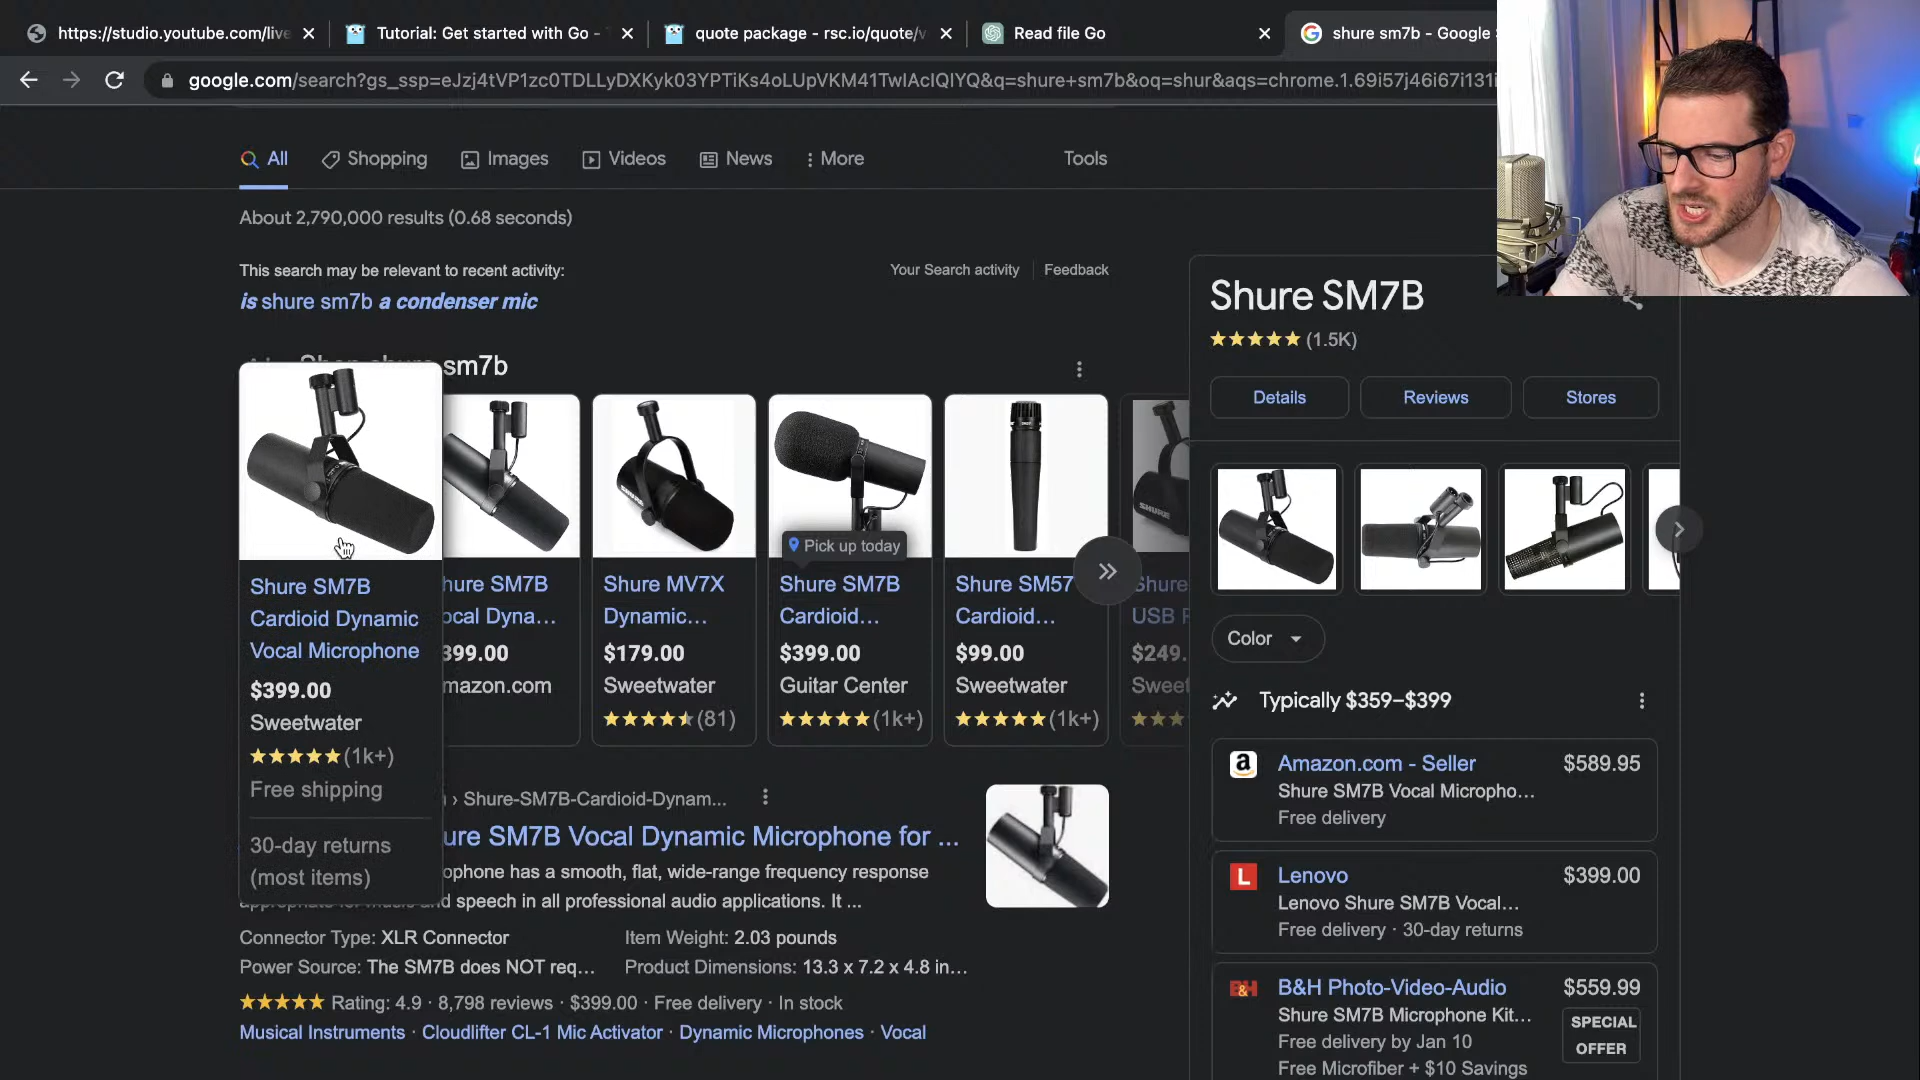 https://studio.youtube.com/live
Tutorial: Get started with Go -
quote package - rsc.io/quote/v
Read file Go
shure sm7b - Google S
google.com/search?gs_ssp=eJzj4tVP1zc0TDLLyDXKyk03YPTiKs4oLUpVKM41TwIAcIQIYQ&q=shure+sm7b&oq=shur&aqs=chrome.1.69i57j46i67i131i
All
Shopping
Images
Videos
News
More
Tools
About 2,790,000 results (0.68 seconds)
This search may be relevant to recent activity:
Your Search activity
Feedback
is shure sm7b a condenser mic
Shop shure sm7b
Shure SM7B
Cardioid Dynamic
Vocal Microphone
$399.00
Sweetwater
(1k+)
Free shipping
30-day returns
(most items)
hure SM7B
ocal Dyna...
399.00
mazon.com
Shure MV7X
Dynamic...
$179.00
Sweetwater
(81)
Pick up today
Shure SM7B
Cardioid...
$399.00
Guitar Center
(1k+)
Shure SM57
Cardioid...
$99.00
Sweetwater
(1k+)
Shure
USB P
$249.
Sweet
› Shure-SM7B-Cardioid-Dynam...
ure SM7B Vocal Dynamic Microphone for ...
ophone has a smooth, flat, wide-range frequency response
appropriate for music and speech in all professional audio applications. It ...
Connector Type: XLR Connector
Item Weight: 2.03 pounds
Power Source: The SM7B does NOT req...
Product Dimensions: 13.3 x 7.2 x 4.8 in...
Rating: 4.9 · 8,798 reviews · $399.00 · Free delivery · In stock
Musical Instruments · Cloudlifter CL-1 Mic Activator · Dynamic Microphones · Vocal
Shure SM7B
(1.5K)
Details
Reviews
Stores
Color
Typically $359–$399
Amazon.com - Seller
$589.95
Shure SM7B Vocal Micropho...
Free delivery
Lenovo
$399.00
Lenovo Shure SM7B Vocal...
Free delivery · 30-day returns
B&H Photo-Video-Audio
$559.99
Shure SM7B Microphone Kit...
SPECIAL
OFFER
Free delivery by Jan 10
Free Microfiber + $10 Savings